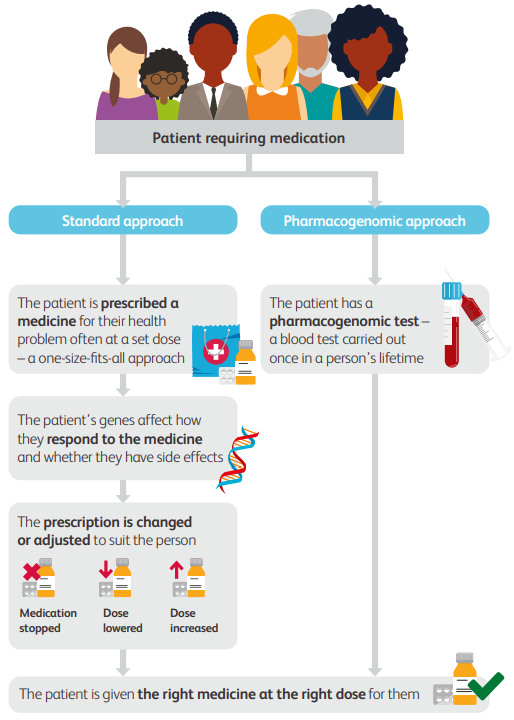 Patient requiring medication
Standard approach
Pharmacogenomic approach
The patient is prescribed a
medicine for their health
problem often at a set dose
– a one-size-fits-all approach
The patient has a
pharmacogenomic test –
a blood test carried out
once in a person's lifetime
The patient's genes affect how
they respond to the medicine
and whether they have side effects
The prescription is changed
or adjusted to suit the person
Medication
stopped
Dose
lowered
Dose
increased
The patient is given the right medicine at the right dose for them